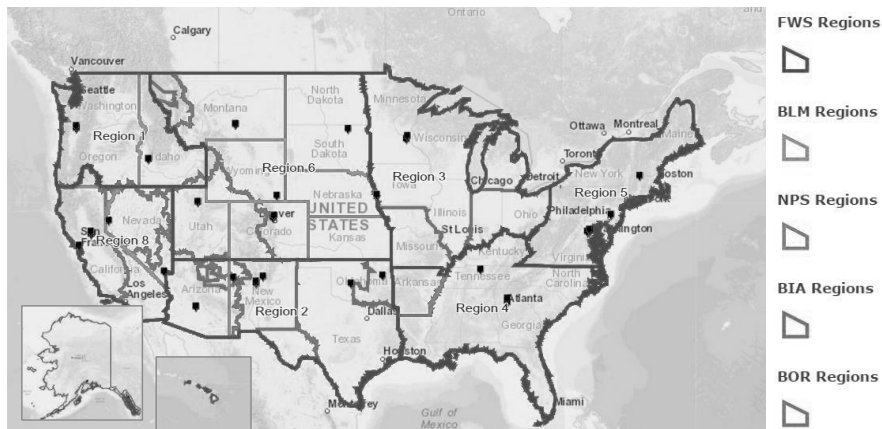 Ontario
Calgary
Vancouver
Seattle
Washington
Montana
North
Dakota
Minnesota
Ottawa
Montreal
Maine
Region 1
Oregon
Idaho
South
Dakota
Wisconsin
Toronto
New York
Boston
Wyoming
Region 6
Region 3
Iowa
Chicago
Detroit
Region 5
Nebraska
Philadelphia
Nevada
Utah
Colorado
UNITED
STATES
Kansas
Illinois
Ohio
Missouri
St Louis
Region 8
California
Kentucky
Virginia
Los
Angeles
Arizona
New
Mexico
Arkansas
Tennessee
North
Carolina
Region 2
Dallas
Region 4
Atlanta
Georgia
Texas
Houston
Miami
Gulf of
Mexico
FWS Regions
BLM Regions
NPS Regions
BIA Regions
BOR Regions